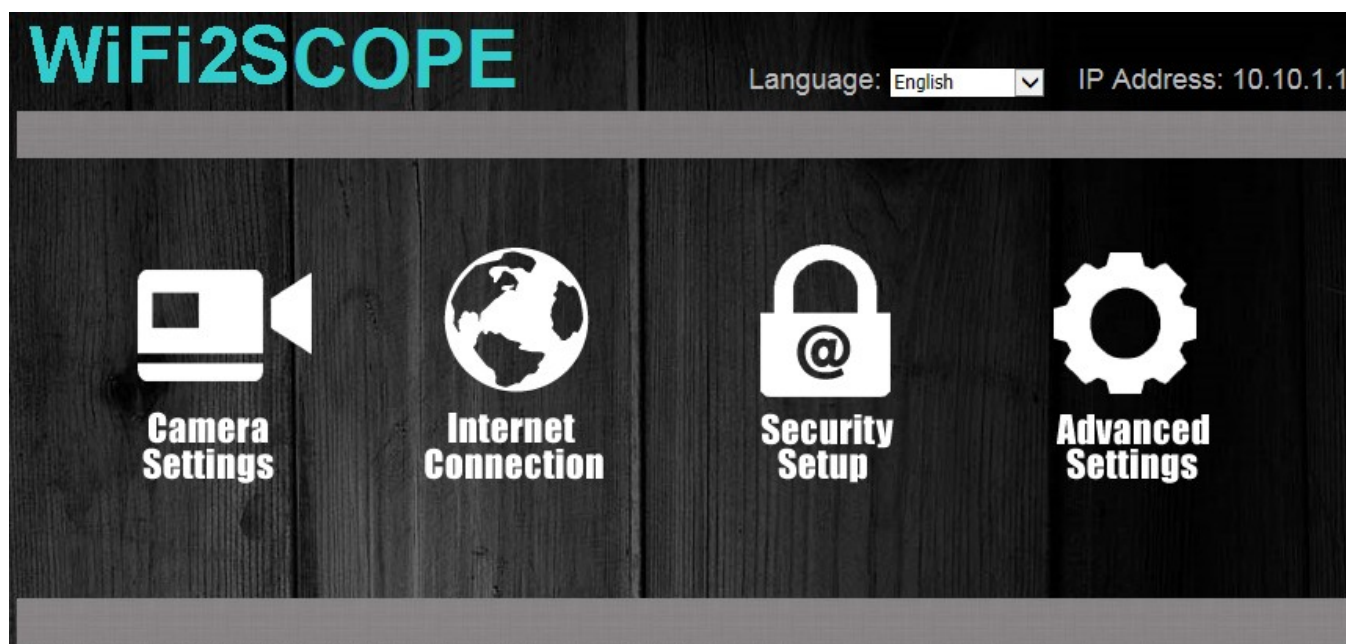 WiFi2SCOPE
Language: English IP Address: 10.10.1.1
Camera
Settings
Internet
Connection
@
Security
Setup
Advanced
Settings